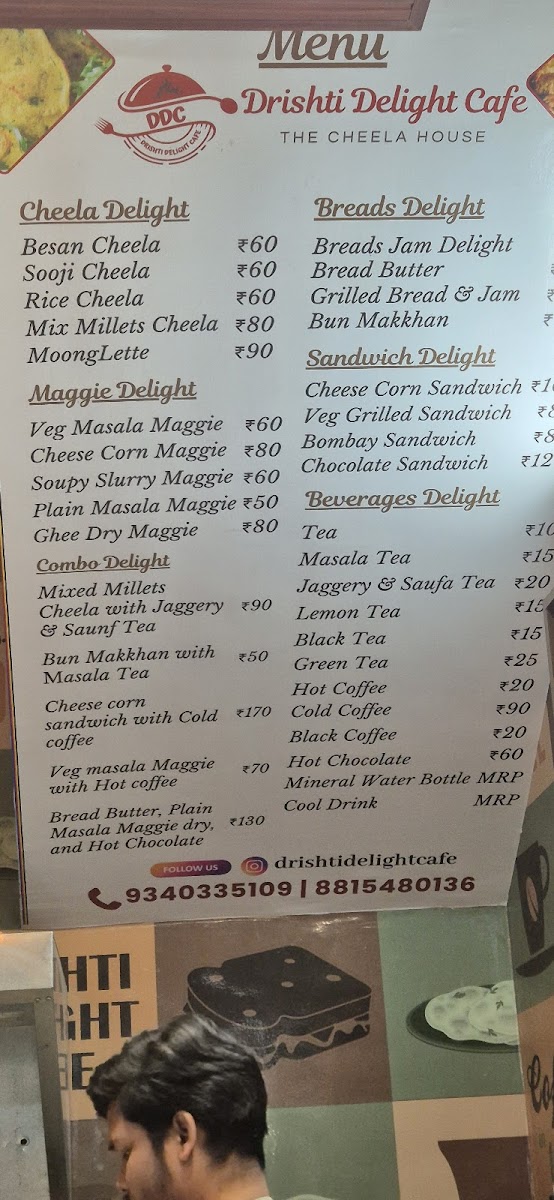 Menu
DDC
DRISHTI DELIGHT CAFE
Drishti Delight Cafe
THE CHEELA HOUSE
Cheela Delight
Besan Cheela ₹60
Sooji Cheela ₹60
Rice Cheela ₹60
Mix Millets Cheela ₹80
MoongLette ₹90
Maggie Delight
Veg Masala Maggie ₹60
Cheese Corn Maggie ₹80
Soupy Slurry Maggie ₹60
Plain Masala Maggie ₹50
Ghee Dry Maggie ₹80
Combo Delight
Mixed Millets
Cheela with Jaggery ₹90
& Saunf Tea
Bun Makkhan with ₹50
Masala Tea
Cheese corn
sandwich with Cold ₹170
coffee
Veg masala Maggie ₹70
with Hot coffee
Bread Butter, Plain
Masala Maggie dry, ₹130
and Hot Chocolate
Breads Delight
Breads Jam Delight
Bread Butter
Grilled Bread & Jam
Bun Makkhan
Sandwich Delight
Cheese Corn Sandwich
Veg Grilled Sandwich
Bombay Sandwich
Chocolate Sandwich
Beverages Delight
Tea ₹10
Masala Tea ₹15
Jaggery & Saufa Tea ₹20
Lemon Tea ₹15
Black Tea ₹15
Green Tea ₹25
Hot Coffee ₹20
Cold Coffee ₹90
Black Coffee ₹20
Hot Chocolate ₹60
Mineral Water Bottle MRP
Cool Drink MRP
FOLLOW US drishtidelightcafe
9340335109 | 8815480136